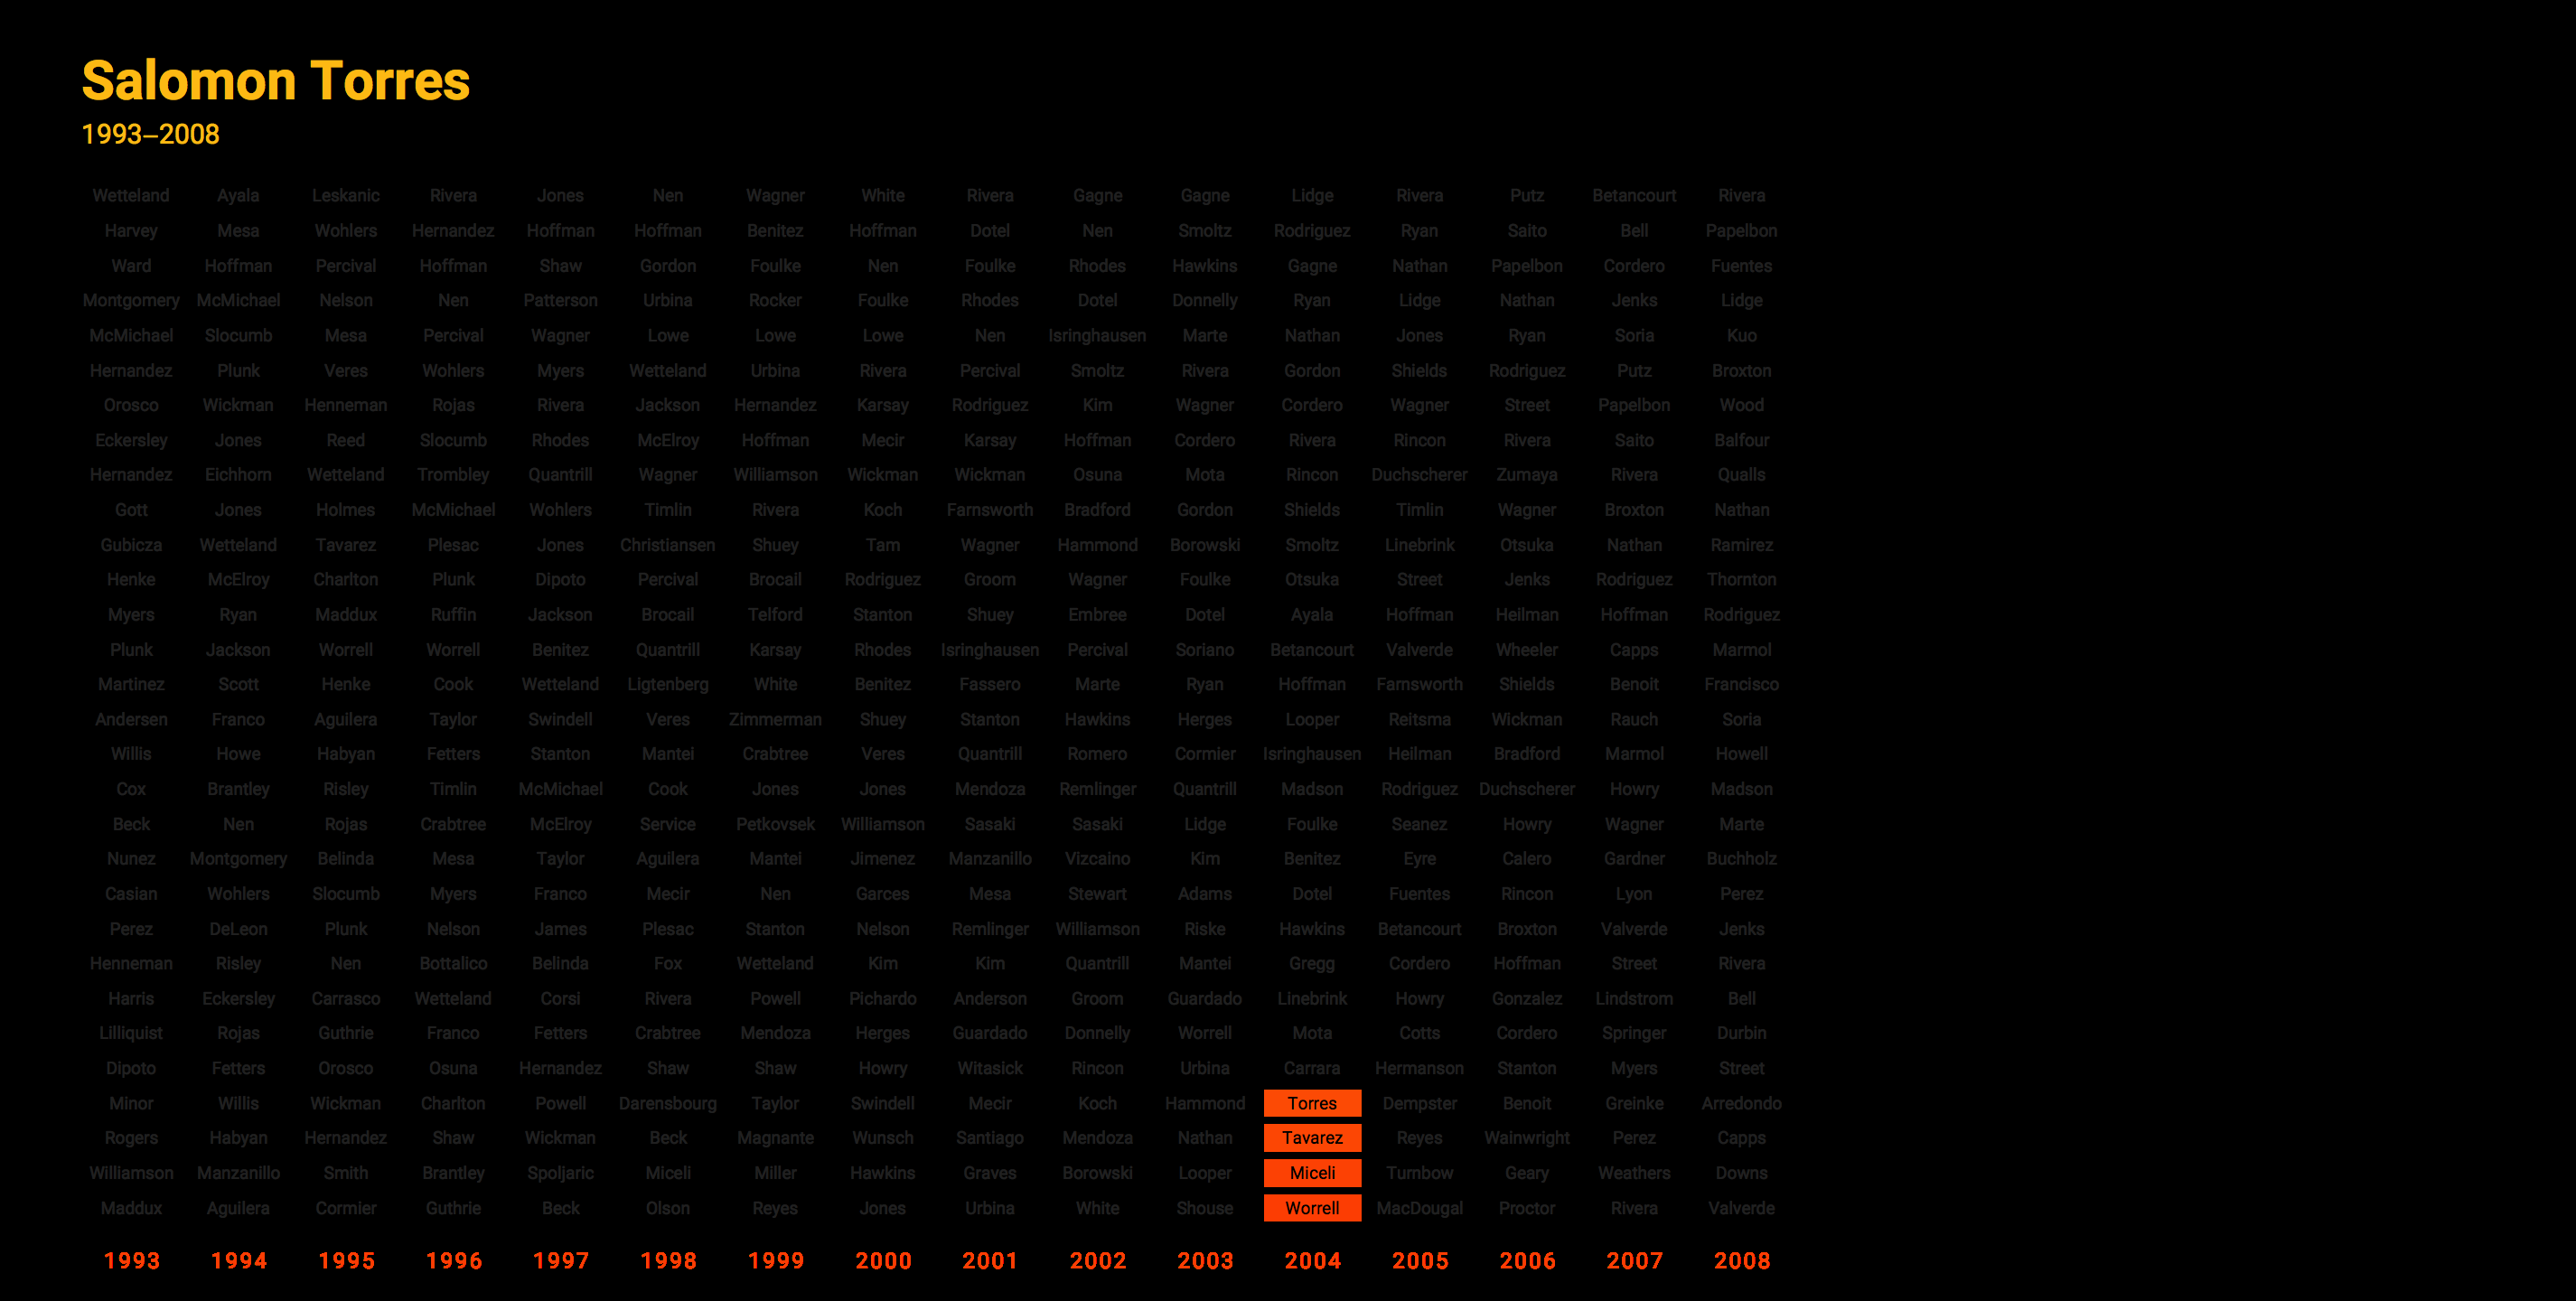 Salomon Torres
1993–2008
Wetteland Ayala Leskanic Rivera Jones Nen Wagner White Rivera Gagne Gagne Lidge Rivera Putz Betancourt Rivera
Harvey Mesa Wohlers Hernandez Hoffman Hoffman Benitez Hoffman Dotel Nen Smoltz Rodriguez Ryan Saito Bell Papelbon
Ward Hoffman Percival Hoffman Shaw Gordon Foulke Nen Foulke Rhodes Hawkins Gagne Nathan Papelbon Cordero Fuentes
Montgomery McMichael Nelson Nen Patterson Urbina Rocker Foulke Rhodes Dotel Donnelly Ryan Lidge Nathan Jenks Lidge
McMichael Slocumb Mesa Percival Wagner Lowe Lowe Lowe Nen Isringhausen Marte Nathan Jones Ryan Soria Kuo
Hernandez Plunk Veres Wohlers Myers Wetteland Urbina Rivera Percival Smoltz Rivera Gordon Shields Rodriguez Putz Broxton
Orosco Wickman Henneman Rojas Rivera Jackson Hernandez Karsay Rodriguez Kim Wagner Cordero Wagner Street Papelbon Wood
Eckersley Jones Reed Slocumb Rhodes McElroy Hoffman Mecir Karsay Hoffman Cordero Rivera Rincon Rivera Saito Balfour
Hernandez Eichhorn Wetteland Trombley Quantrill Wagner Williamson Wickman Wickman Osuna Mota Rincon Duchscherer Zumaya Rivera Qualls
Gott Jones Holmes McMichael Wohlers Timlin Rivera Koch Farnsworth Bradford Gordon Shields Timlin Wagner Broxton Nathan
Gubicza Wetteland Tavarez Plesac Jones Christiansen Shuey Tam Wagner Hammond Borowski Smoltz Linebrink Otsuka Nathan Ramirez
Henke McElroy Charlton Plunk Dipoto Percival Brocail Rodriguez Groom Wagner Foulke Otsuka Street Jenks Rodriguez Thornton
Myers Ryan Maddux Ruffin Jackson Brocail Telford Stanton Shuey Embree Dotel Ayala Hoffman Heilman Hoffman Rodriguez
Plunk Jackson Worrell Worrell Benitez Quantrill Karsay Rhodes Isringhausen Percival Soriano Betancourt Valverde Wheeler Capps Marmol
Martinez Scott Henke Cook Wetteland Ligtenberg White Benitez Fassero Marte Ryan Hoffman Farnsworth Shields Benoit Francisco
Andersen Franco Aguilera Taylor Swindell Veres Zimmerman Shuey Stanton Hawkins Herges Looper Reitsma Wickman Rauch Soria
Willis Howe Habyan Fetters Stanton Mantei Crabtree Veres Quantrill Romero Cormier Isringhausen Heilman Bradford Marmol Howell
Cox Brantley Risley Timlin McMichael Cook Jones Jones Mendoza Remlinger Quantrill Madson Rodriguez Duchscherer Howry Madson
Beck Nen Rojas Crabtree McElroy Service Petkovsek Williamson Sasaki Sasaki Lidge Foulke Seanez Howry Wagner Marte
Nunez Montgomery Belinda Mesa Taylor Aguilera Mantei Jimenez Manzanillo Vizcaino Kim Benitez Eyre Calero Gardner Buchholz
Casian Wohlers Slocumb Myers Franco Mecir Nen Garces Mesa Stewart Adams Dotel Fuentes Rincon Lyon Perez
Perez DeLeon Plunk Nelson James Plesac Stanton Nelson Remlinger Williamson Riske Hawkins Betancourt Broxton Valverde Jenks
Henneman Risley Nen Bottalico Belinda Fox Wetteland Kim Kim Quantrill Mantei Gregg Cordero Hoffman Street Rivera
Harris Eckersley Carrasco Wetteland Corsi Rivera Powell Pichardo Anderson Groom Guardado Linebrink Howry Gonzalez Lindstrom Bell
Lilliquist Rojas Guthrie Franco Fetters Crabtree Mendoza Herges Guardado Donnelly Worrell Mota Cotts Cordero Springer Durbin
Dipoto Fetters Orosco Osuna Hernandez Shaw Shaw Howry Witasick Rincon Urbina Carrara Hermanson Stanton Myers Street
Minor Willis Wickman Charlton Powell Darensbourg Taylor Swindell Mecir Koch Hammond Torres Dempster Benoit Greinke Arredondo
Rogers Habyan Hernandez Shaw Wickman Beck Magnante Wunsch Santiago Mendoza Nathan Tavarez Reyes Wainwright Perez Capps
Williamson Manzanillo Smith Brantley Spoljaric Miceli Miller Hawkins Graves Borowski Looper Miceli Turnbow Geary Weathers Downs
Maddux Aguilera Cormier Guthrie Beck Olson Reyes Jones Urbina White Shouse Worrell MacDougal Proctor Rivera Valverde
1993 1994 1995 1996 1997 1998 1999 2000 2001 2002 2003 2004 2005 2006 2007 2008